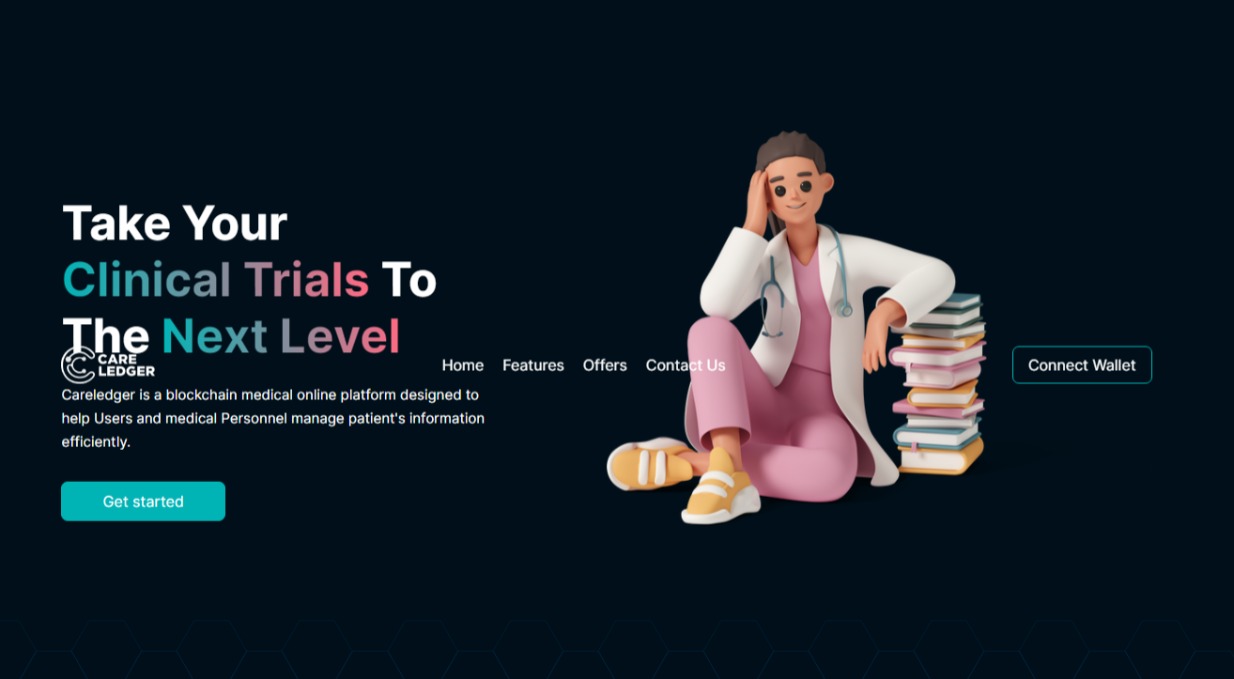 Take Your
Clinical Trials To
The Next Level
CARE
LEDGER
Home Features Offers Contact Us
Connect Wallet
Careledger is a blockchain medical online platform designed to
help Users and medical Personnel manage patient's information
efficiently.
Get started